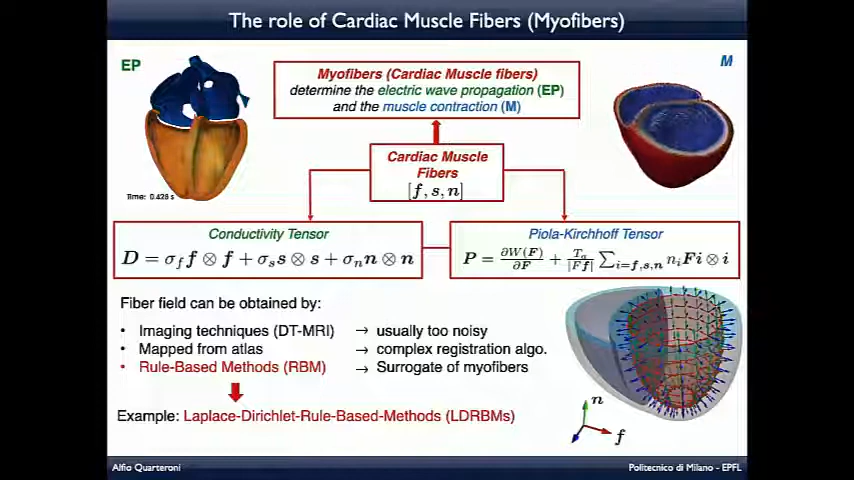 The role of Cardiac Muscle Fibers (Myofibers)
EP
M
Myofibers (Cardiac Muscle fibers)
determine the electric wave propagation (EP)
and the muscle contraction (M)
Cardiac Muscle
Fibers
[f, s, n]
Time: 0.428 s
Conductivity Tensor
D = σ_f f ⊗ f + σ_s s ⊗ s + σ_n n ⊗ n
Piola-Kirchhoff Tensor
P = ∂W(F)/∂F + T_a/|Ff| ∑_{i=f,s,n} n_i Fi ⊗ i
Fiber field can be obtained by:
• Imaging techniques (DT-MRI) → usually too noisy
• Mapped from atlas → complex registration algo.
• Rule-Based Methods (RBM) → Surrogate of myofibers
Example: Laplace-Dirichlet-Rule-Based-Methods (LDRBMs)
n
f
Alfio Quarteroni
Politecnico di Milano - EPFL